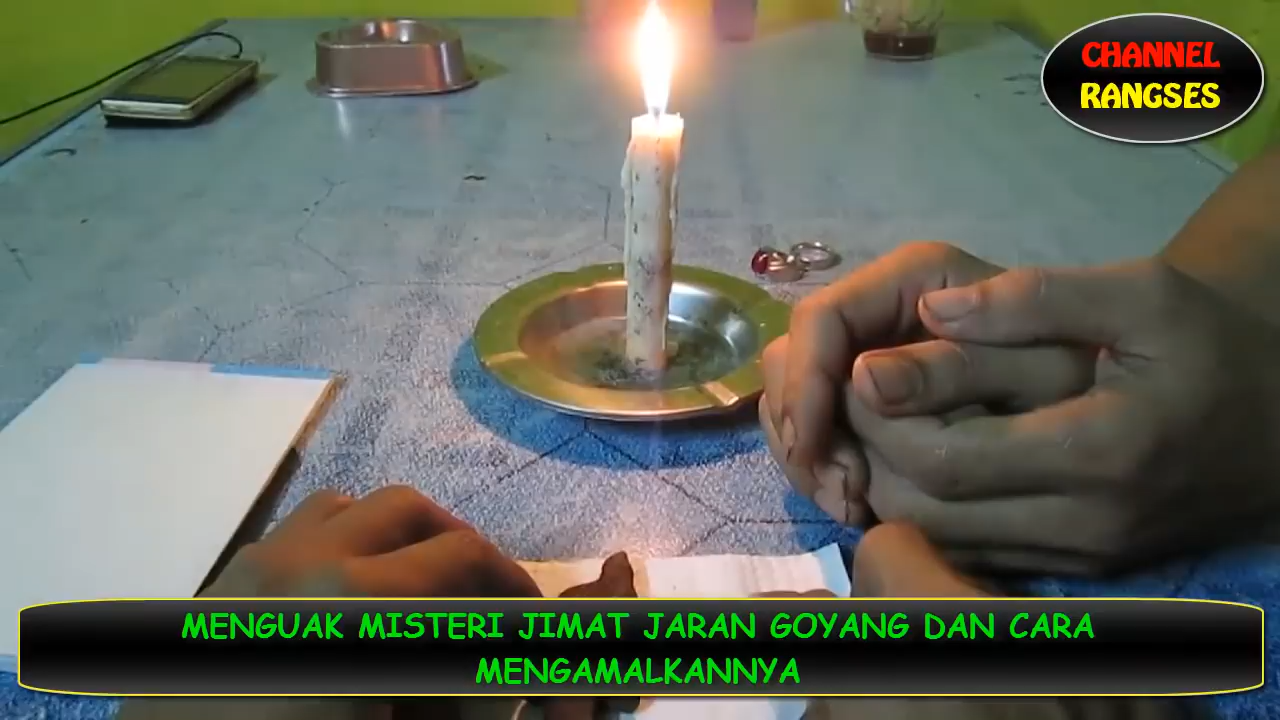 CHANNEL
RANGSES
MENGUAK MISTERI JIMAT JARAN GOYANG DAN CARA
MENGAMALKANNYA